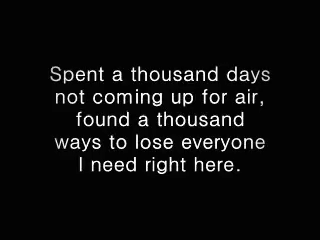 Spent a thousand days
not coming up for air,
found a thousand
ways to lose everyone
I need right here.